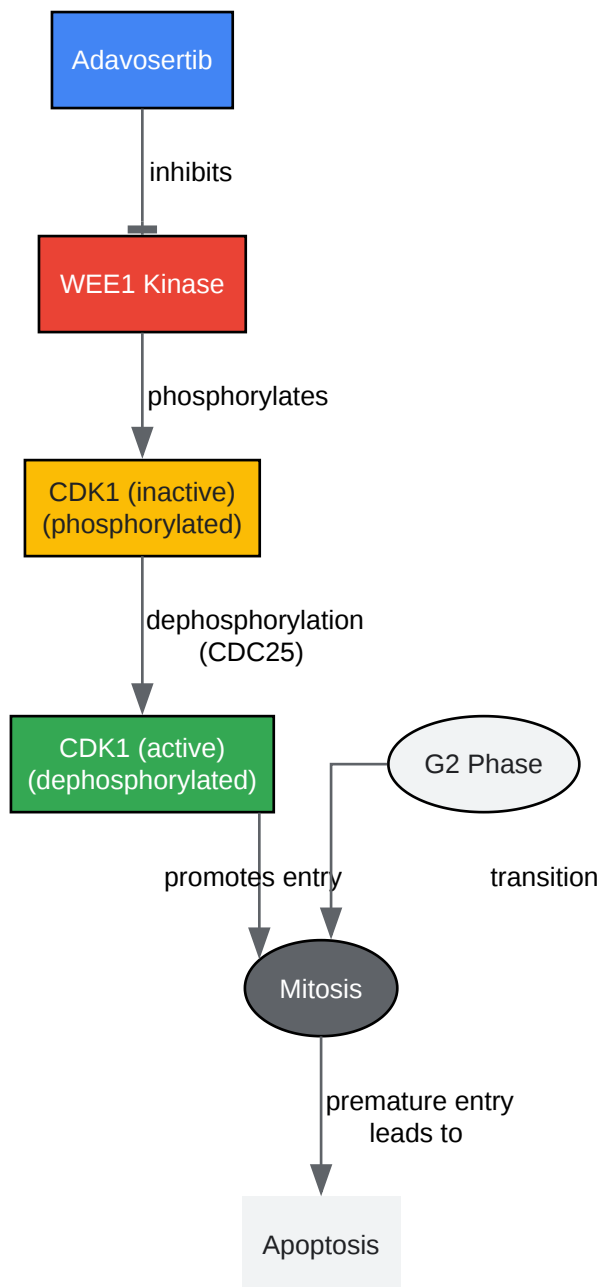 Adavosertib
inhibits
WEE1 Kinase
phosphorylates
CDK1 (inactive)
(phosphorylated)
dephosphorylation
(CDC25)
CDK1 (active)
(dephosphorylated)
G2 Phase
promotes entry
transition
Mitosis
premature entry
leads to
Apoptosis